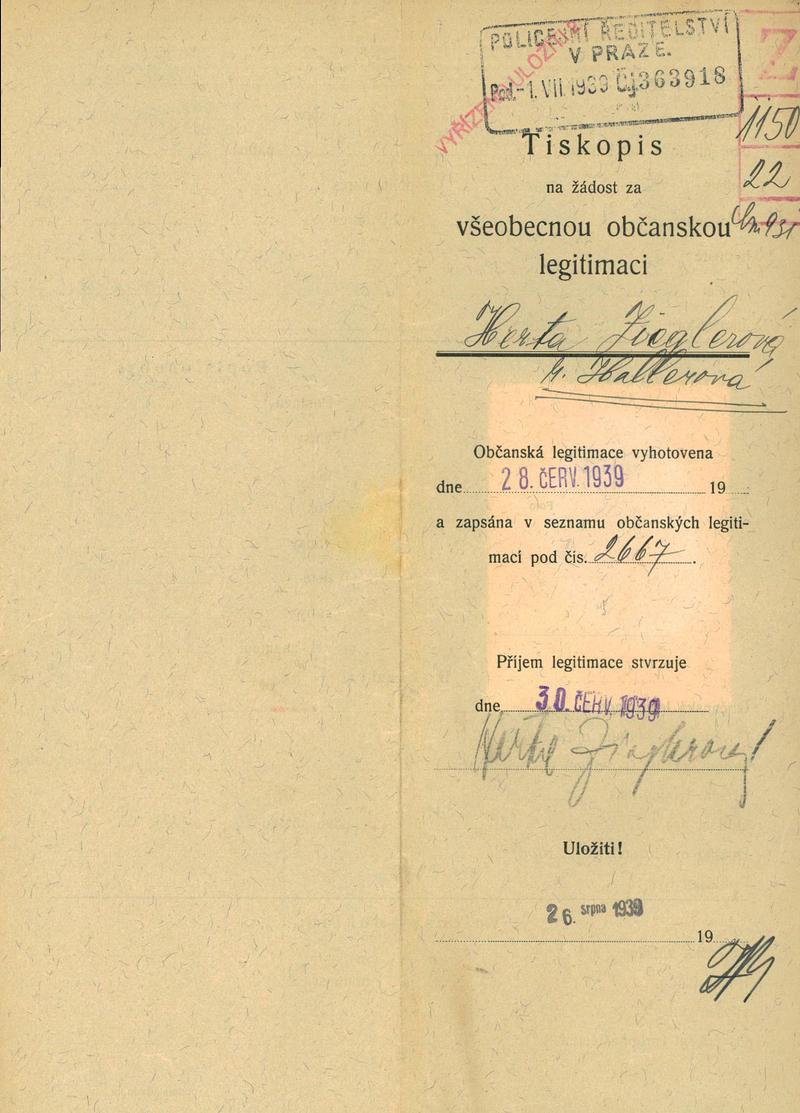 POLICEJNÍ ŘEDITELSTVÍ
V PRAZE.
Pod. -1.VII.1939 Čj.363918
VYŘÍZENO ULOŽENO
Z
1150
22
Tiskopis
na žádost za
všeobecnou občanskou
legitimaci
Herta Zieglerová
r. Hallerová
Občanská legitimace vyhotovena
dne 28. ČERV. 1939 19
a zapsána v seznamu občanských legiti-
mací pod čís. 2667.
Příjem legitimace stvrzuje
dne 30. ČERV. 1939
Herta Zieglerová
Uložiti!
26. srpna 1939
19